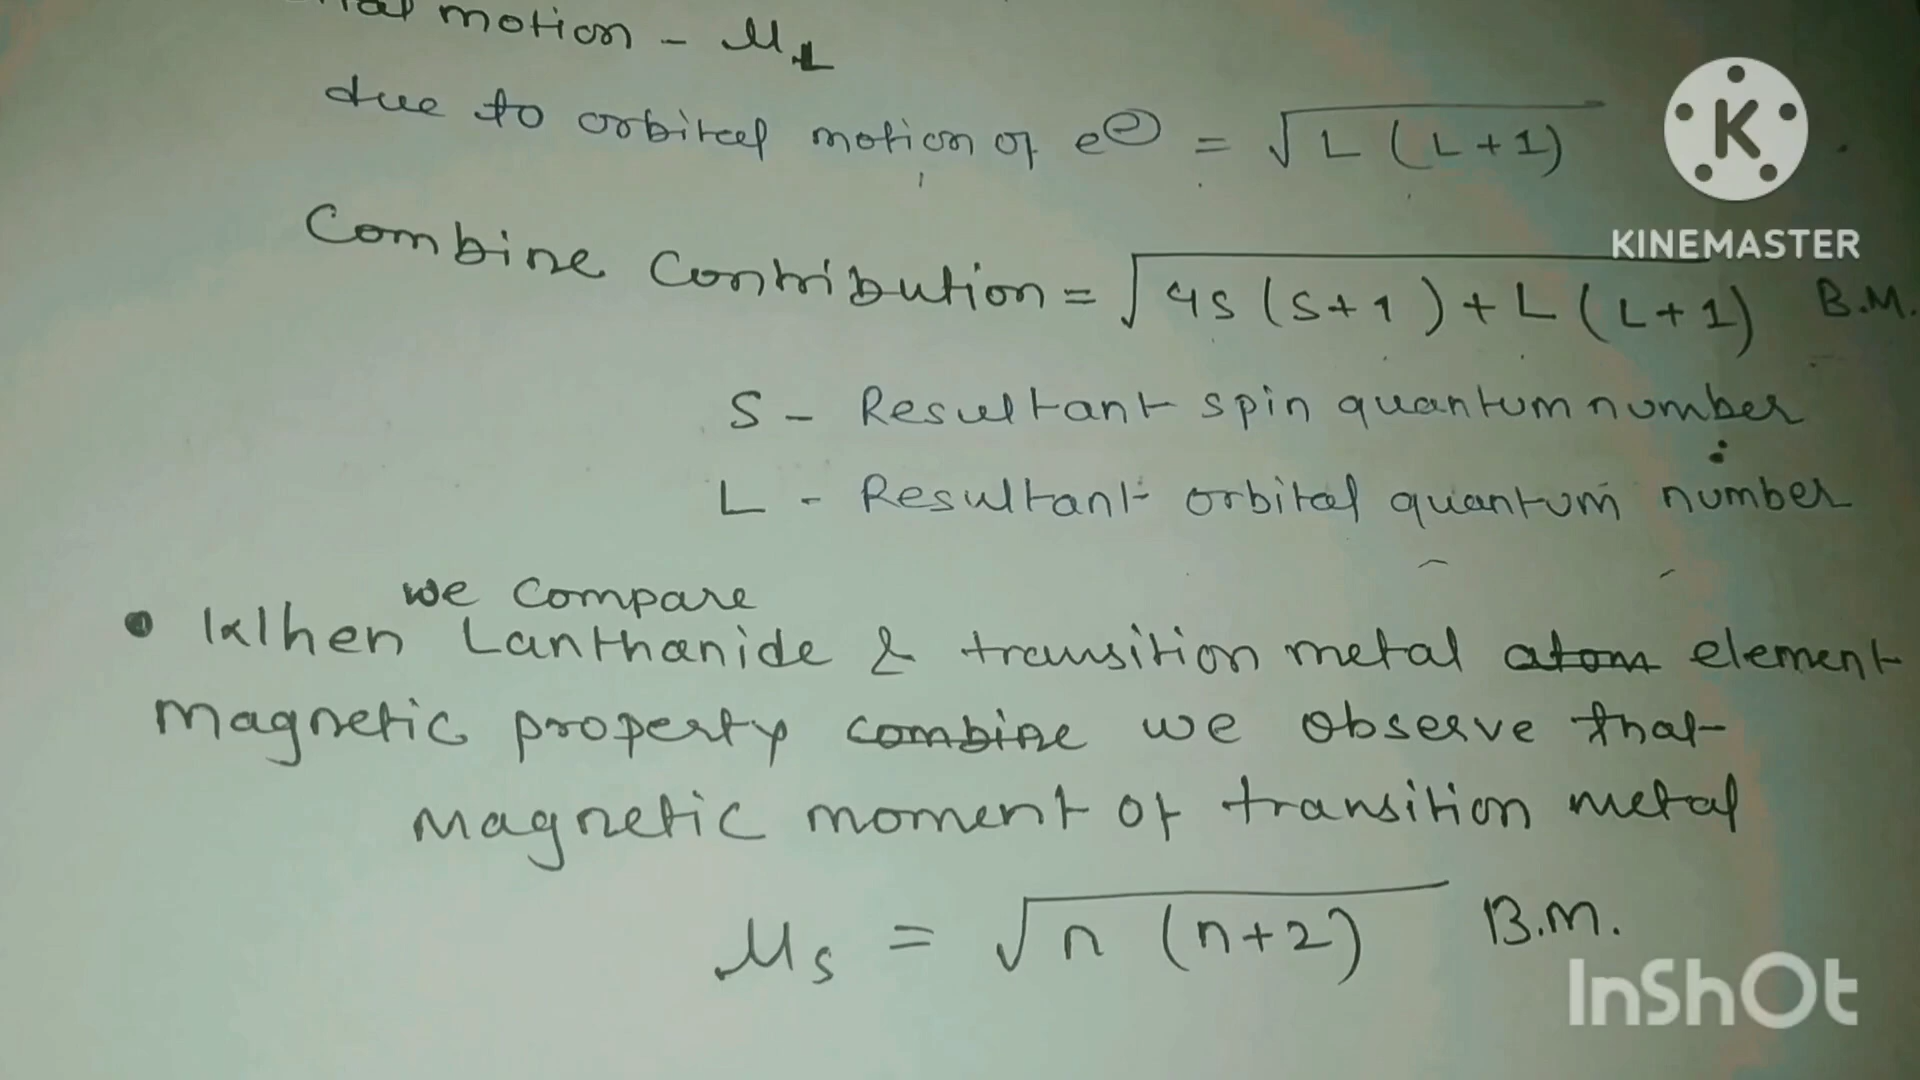 motion - μL
due to orbital motion of e⊖ = √L(L+1)
K
KINEMASTER
Combine Contribution = √4s(s+1)+L(L+1) B.M.
S - Resultant spin quantum number
L - Resultant orbital quantum number
we compare
• When Lanthanide & transition metal atom element
Magnetic property combine we observe that
Magnetic moment of transition metal
μs = √n(n+2) B.M.
InShOt